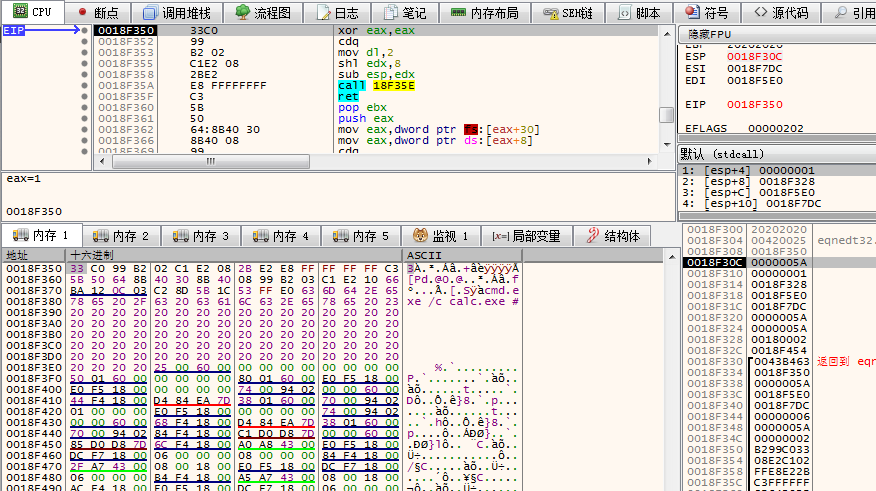 CPU 断点 调用堆栈 流程图 日志 笔记 内存布局 SEH链 脚本 符号 源代码 引用
EIP 0018F350 33C0 xor eax,eax
0018F352 99 cdq
0018F353 B2 02 mov dl,2
0018F355 C1E2 08 shl edx,8
0018F358 2BE2 sub esp,edx
0018F35A E8 FFFFFFFF call 18F35E
0018F35F C3 ret
0018F360 5B pop ebx
0018F361 50 push eax
0018F362 64:8B40 30 mov eax,dword ptr fs:[eax+30]
0018F366 8B40 08 mov eax,dword ptr ds:[eax+8]
0018F369 99 cdq
eax=1
0018F350
隐藏FPU
EBP 20202020
ESP 0018F30C
ESI 0018F7DC
EDI 0018F5E0
EIP 0018F350
EFLAGS 00000202
默认 (stdcall)
1: [esp+4] 00000001
2: [esp+8] 0018F328
3: [esp+C] 0018F5E0
4: [esp+10] 0018F7DC
内存 1 内存 2 内存 3 内存 4 内存 5 监视 1 局部变量 结构体
地址 十六进制 ASCII
0018F350 33 C0 99 B2 02 C1 E2 08 2B E2 E8 FF FF FF FF C3 3À.².Áâ.+âèÿÿÿÿÃ
0018F360 5B 50 64 8B 40 30 8B 40 08 99 B2 03 C1 E2 10 66 [Pd.@0.@..².Áâ.f
0018F370 BA 12 0C 03 C2 8D 5B 1C 53 FF E0 63 6D 64 2E 65 º...Â.[.Sÿàcmd.e
0018F380 78 65 20 2F 63 20 63 61 6C 63 2E 65 78 65 20 23 xe /c calc.exe #
0018F390 20 20 20 20 20 20 20 20 20 20 20 20 20 20 20 20
0018F3A0 20 20 20 20 20 20 20 20 20 20 20 20 20 20 20 20
0018F3B0 20 20 20 20 20 20 20 20 20 20 20 20 20 20 20 20
0018F3C0 20 20 20 20 20 20 20 20 20 20 20 20 20 20 20 20
0018F3D0 20 20 20 20 20 20 20 20 20 20 20 20 20 20 20 20
0018F3E0 20 20 20 20 25 00 60 00 00 00 00 00 00 00 00 00 %.`.........
0018F3F0 50 01 60 00 00 00 00 00 80 01 60 00 E0 F5 18 00
0018F400 E0 F5 18 00 00 00 00 00 74 00 94 02 00 00 00 00
0018F410 44 F4 18 00 D4 84 EA 7D 38 01 60 00 70 00 94 02
0018F420 01 00 00 00 E0 F5 18 00 00 00 00 00 74 00 94 02
0018F430 00 00 60 00 68 F4 18 00 D4 84 EA 7D 38 01 60 00
0018F440 70 00 94 02 84 F4 18 00 C1 D0 D8 7D 00 00 60 00
0018F450 85 D0 D8 7D 6C F4 18 00 A0 A8 43 00 E0 F5 18 00
0018F460 DC F7 18 00 06 00 00 00 08 00 00 00 84 F4 18 00
0018F470 2F A7 43 00 08 00 18 00 E0 F5 18 00 DC F7 18 00
0018F480 06 00 00 00 B4 F4 18 00 A5 A7 43 00 08 00 18 00
0018F490
0018F300 20202020
0018F304 00420025 eqnedt32.
0018F308 0018F350
0018F30C 0000005A
0018F310 00000001
0018F314 0018F328
0018F318 0018F5E0
0018F31C 0018F7DC
0018F320 0000005A
0018F324 0000005A
0018F328 00180002
0018F32C 0018F454
0018F330 0043B463 返回到 eqn
0018F334 0018F350
0018F338 0000005A
0018F33C 0018F5E0
0018F340 0018F7DC
0018F344 00000006
0018F348 0000005A
0018F34C 00000002
0018F350 B299C033
0018F354 08E2C102
0018F358 FFE8E22B
0018F35C C3FFFFFF